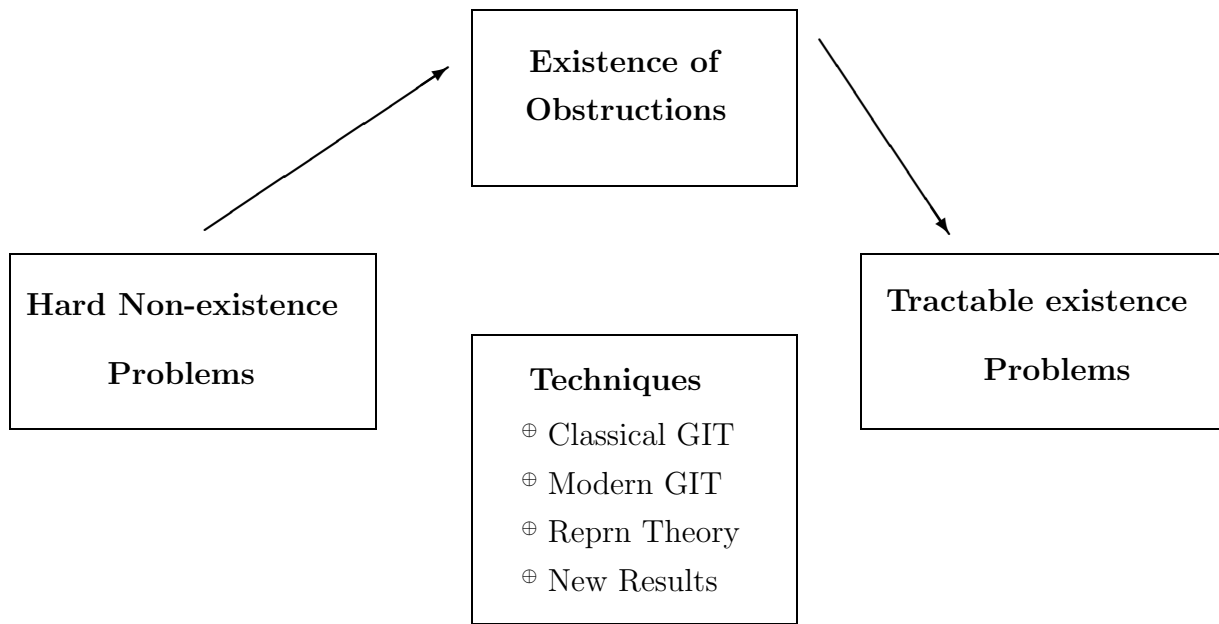 Existence of
Obstructions
Hard Non-existence
Problems
Tractable existence
Problems
Techniques
⊕ Classical GIT
⊕ Modern GIT
⊕ Reprn Theory
⊕ New Results